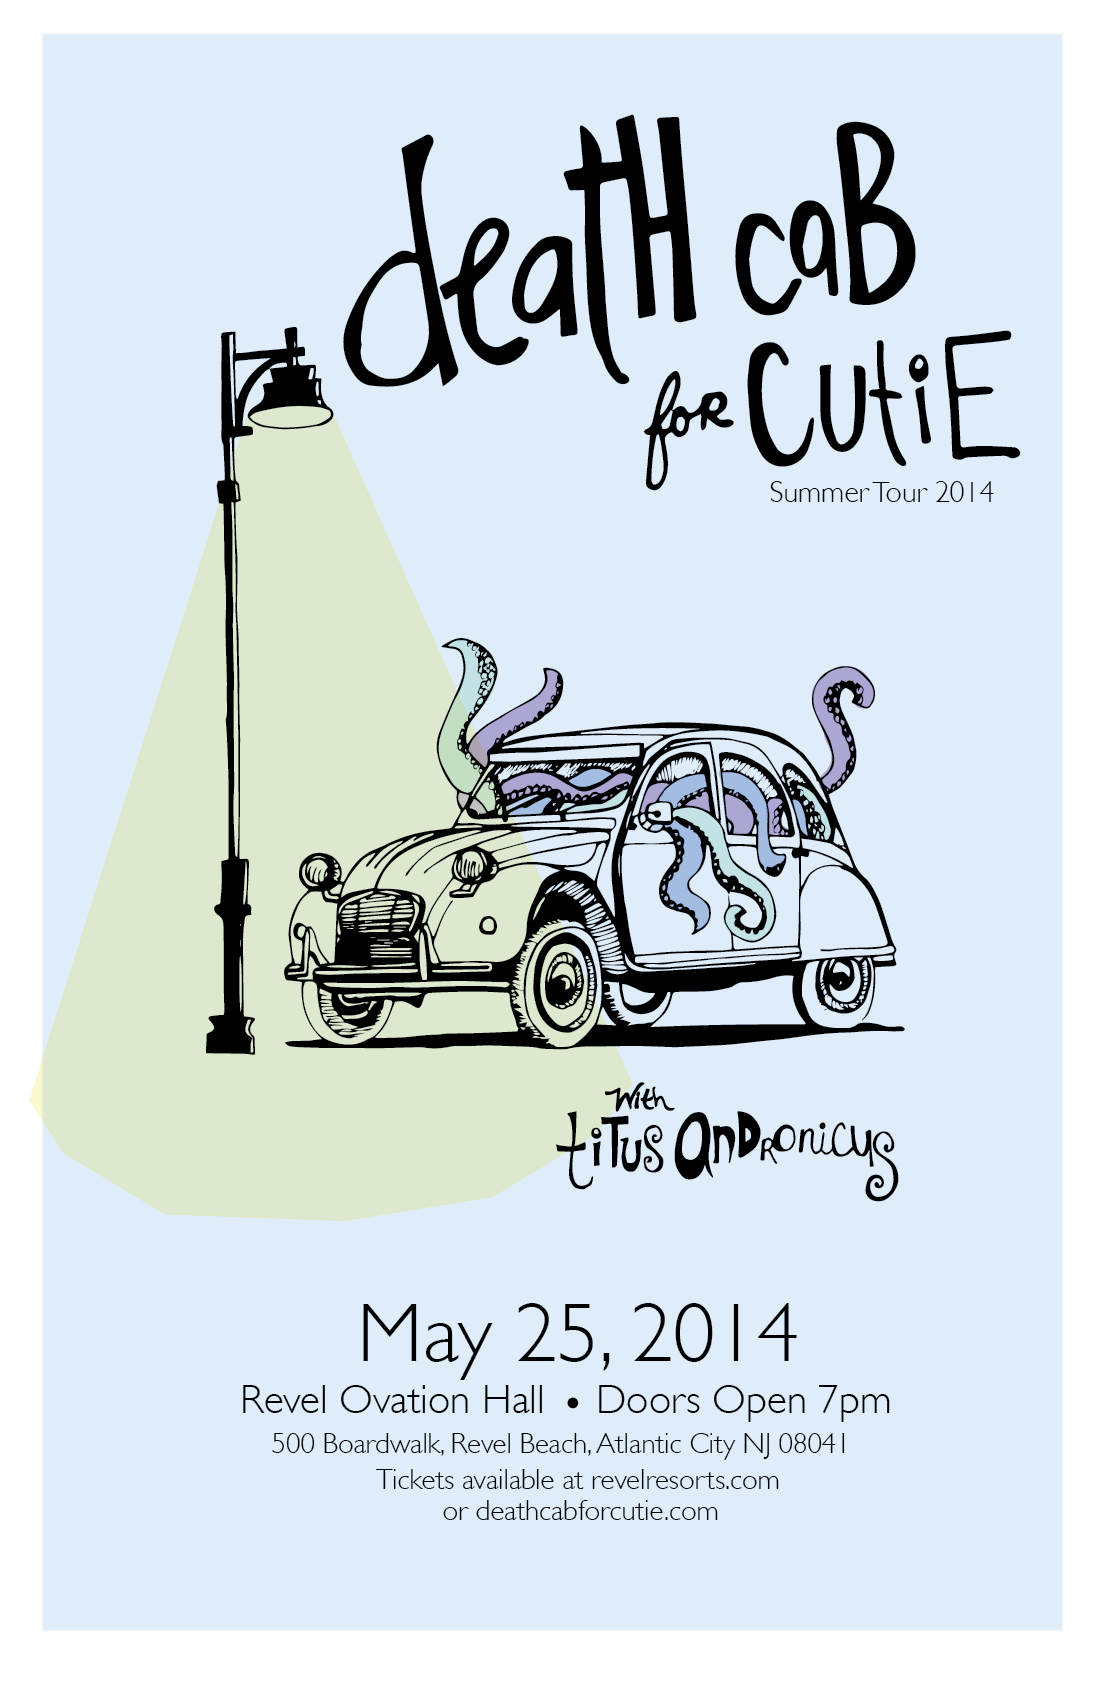 death cab
for cutie
Summer Tour 2014
with
titus andronicus
May 25, 2014
Revel Ovation Hall • Doors Open 7pm
500 Boardwalk, Revel Beach, Atlantic City NJ 08041
Tickets available at revelresorts.com
or deathcabforcutie.com